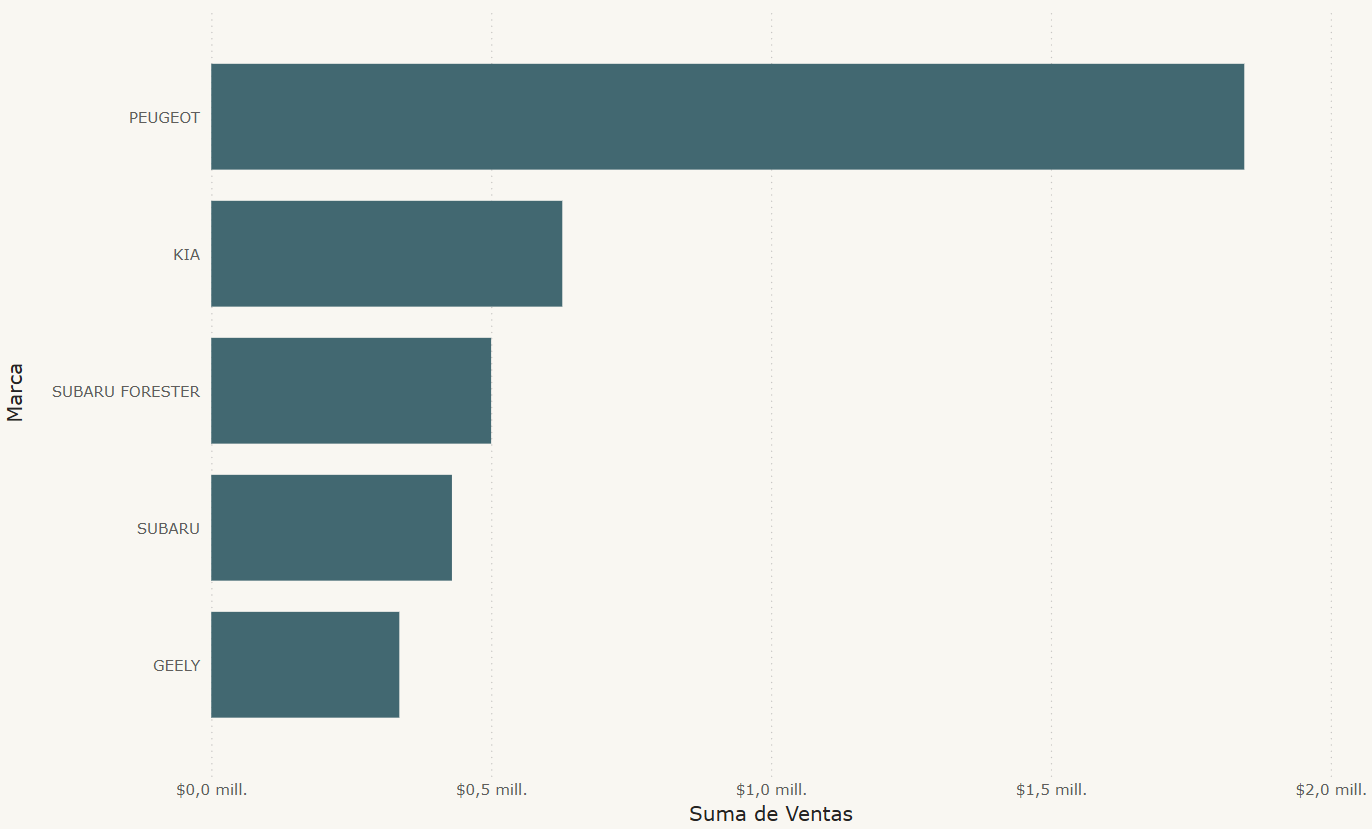 PEUGEOT
KIA
SUBARU FORESTER
SUBARU
GEELY
Marca
$0,0 mill.
$0,5 mill.
$1,0 mill.
$1,5 mill.
$2,0 mill.
Suma de Ventas